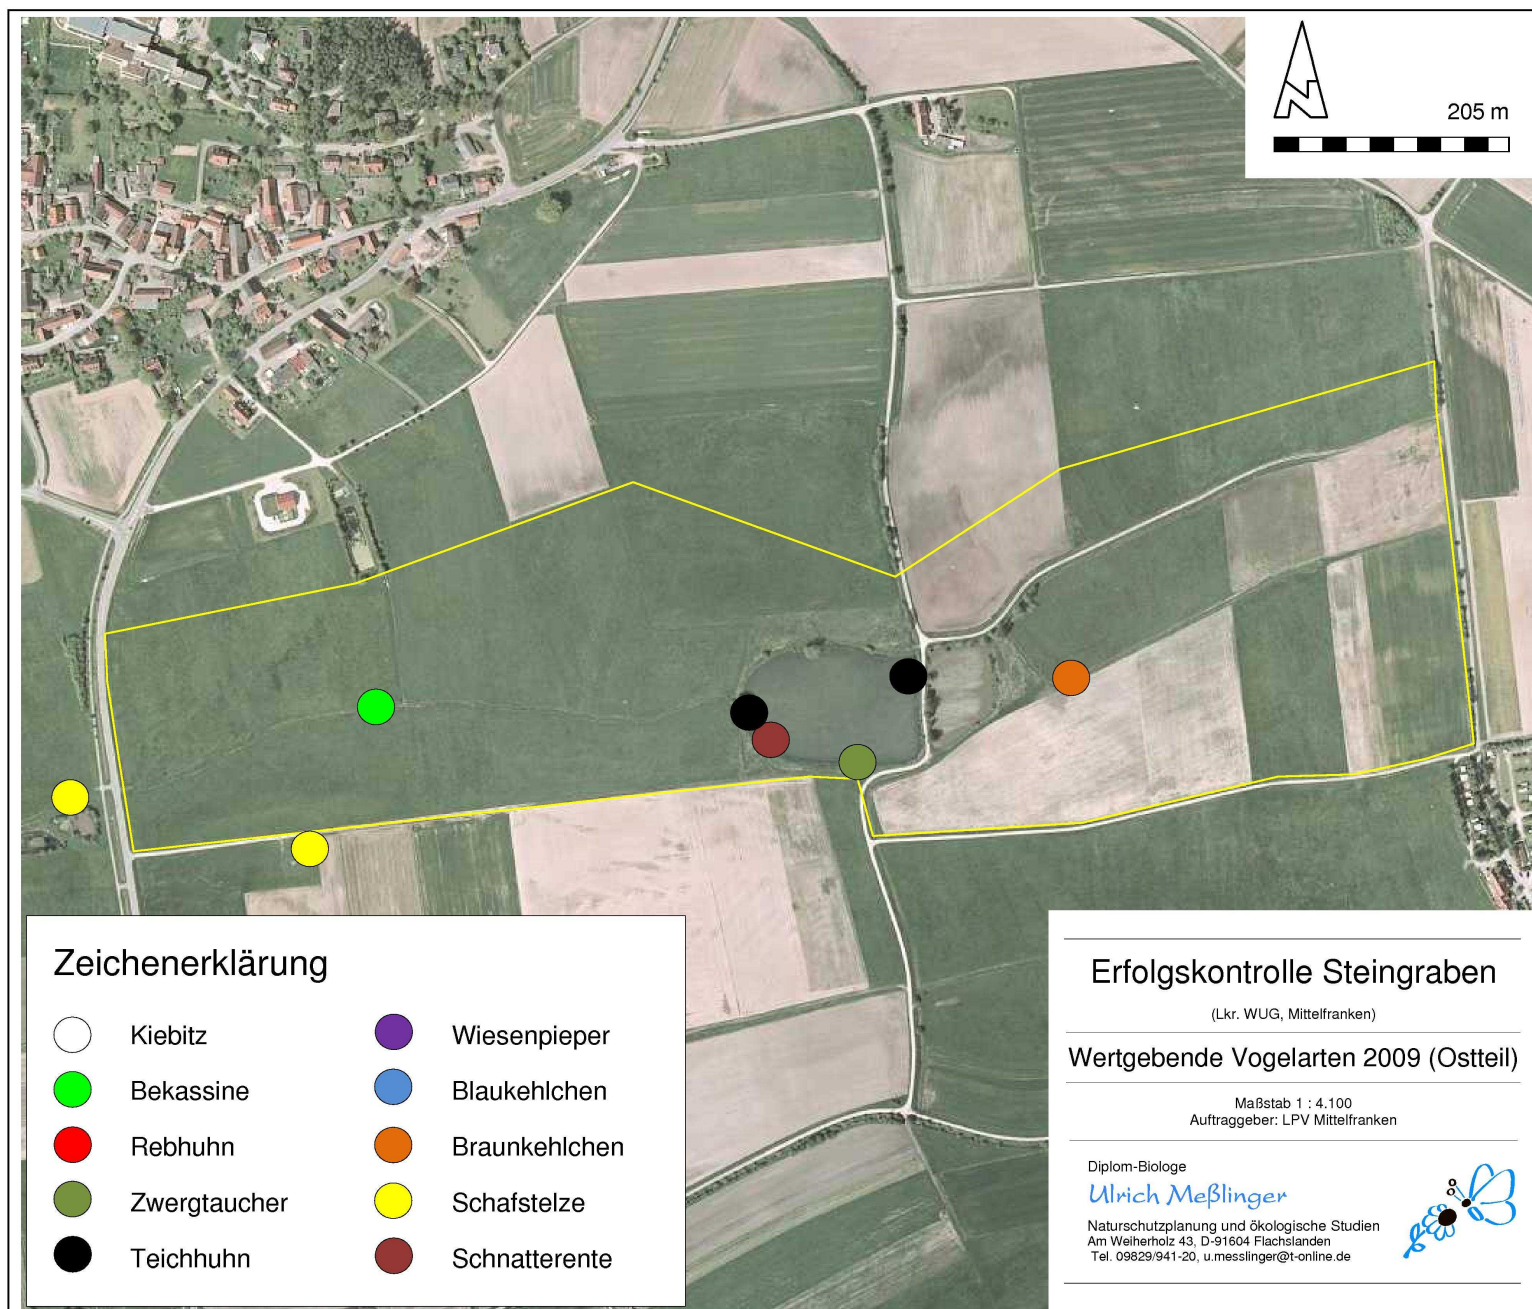 205 m
Zeichenerklärung
Kiebitz
Bekassine
Rebhuhn
Zwergtaucher
Teichhuhn
Wiesenpieper
Blaukehlchen
Braunkehlchen
Schafstelze
Schnatterente
Erfolgskontrolle Steingraben
(Lkr. WUG, Mittelfranken)
Wertgebende Vogelarten 2009 (Ostteil)
Maßstab 1 : 4.100
Auftraggeber: LPV Mittelfranken
Diplom-Biologe
Ulrich Meßlinger
Naturschutzplanung und ökologische Studien
Am Weiherholz 43, D-91604 Flachslanden
Tel. 09829/941-20, u.messlinger@t-online.de